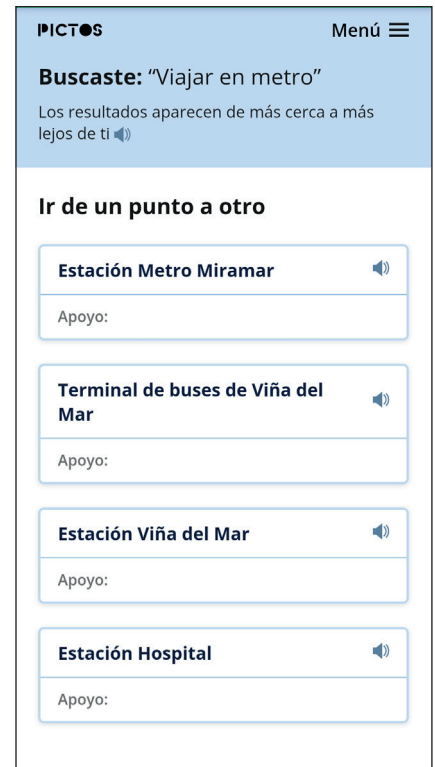 PICTOS
Menú
Buscaste: “Viajar en metro”
Los resultados aparecen de más cerca a más
lejos de ti
Ir de un punto a otro
Estación Metro Miramar
Apoyo:
Terminal de buses de Viña del
Mar
Apoyo:
Estación Viña del Mar
Apoyo:
Estación Hospital
Apoyo: